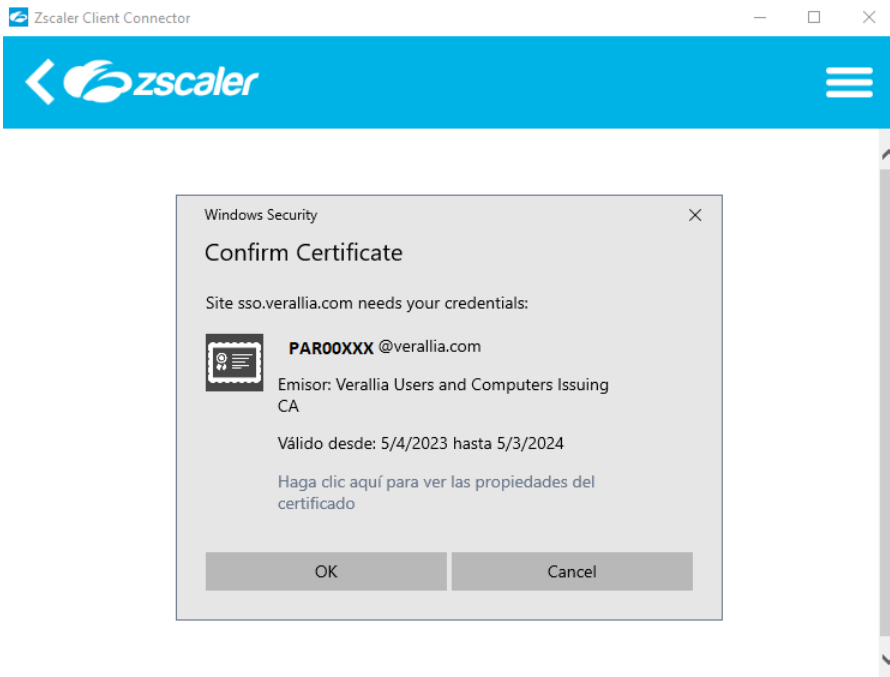 Zscaler Client Connector
zscaler
Windows Security
Confirm Certificate
Site sso.verallia.com needs your credentials:
PAR00XXX @verallia.com
Emisor: Verallia Users and Computers Issuing
CA
Válido desde: 5/4/2023 hasta 5/3/2024
Haga clic aquí para ver las propiedades del
certificado
OK
Cancel